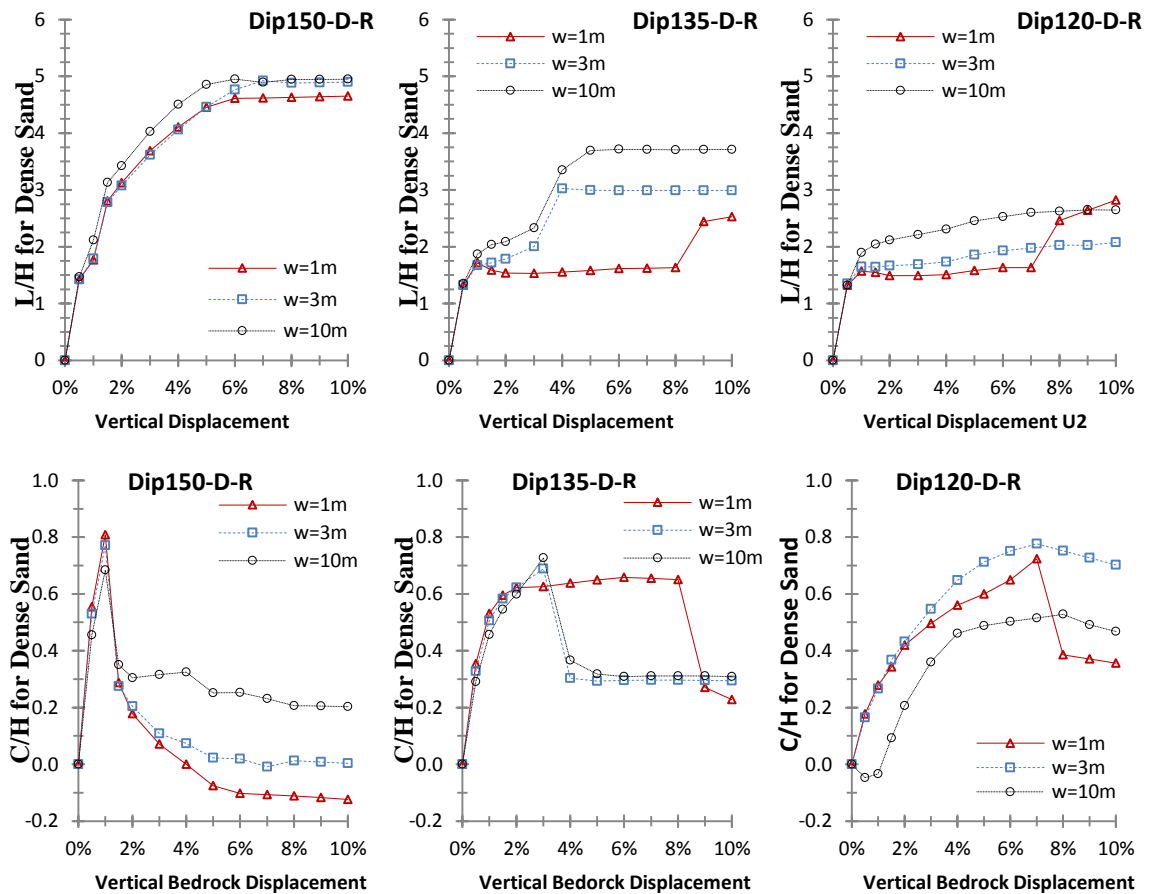 Dip150-D-R
L/H for Dense Sand
6
5
4
3
2
1
0
w=1m
w=3m
w=10m
0% 2% 4% 6% 8% 10%
Vertical Displacement
Dip135-D-R
L/H for Dense Sand
6
5
4
3
2
1
0
w=1m
w=3m
w=10m
0% 2% 4% 6% 8% 10%
Vertical Displacement
Dip120-D-R
L/H for Dense Sand
6
5
4
3
2
1
0
w=1m
w=3m
w=10m
0% 2% 4% 6% 8% 10%
Vertical Displacement U2
Dip150-D-R
C/H for Dense Sand
1.0
0.8
0.6
0.4
0.2
0.0
-0.2
w=1m
w=3m
w=10m
0% 2% 4% 6% 8% 10%
Vertical Bedrock Displacement
Dip135-D-R
C/H for Dense Sand
1.0
0.8
0.6
0.4
0.2
0.0
-0.2
w=1m
w=3m
w=10m
0% 2% 4% 6% 8% 10%
Vertical Bedorck Displacement
Dip120-D-R
C/H for Dense Sand
1.0
0.8
0.6
0.4
0.2
0.0
-0.2
w=1m
w=3m
w=10m
0% 2% 4% 6% 8% 10%
Vertical Bedrock Displacement